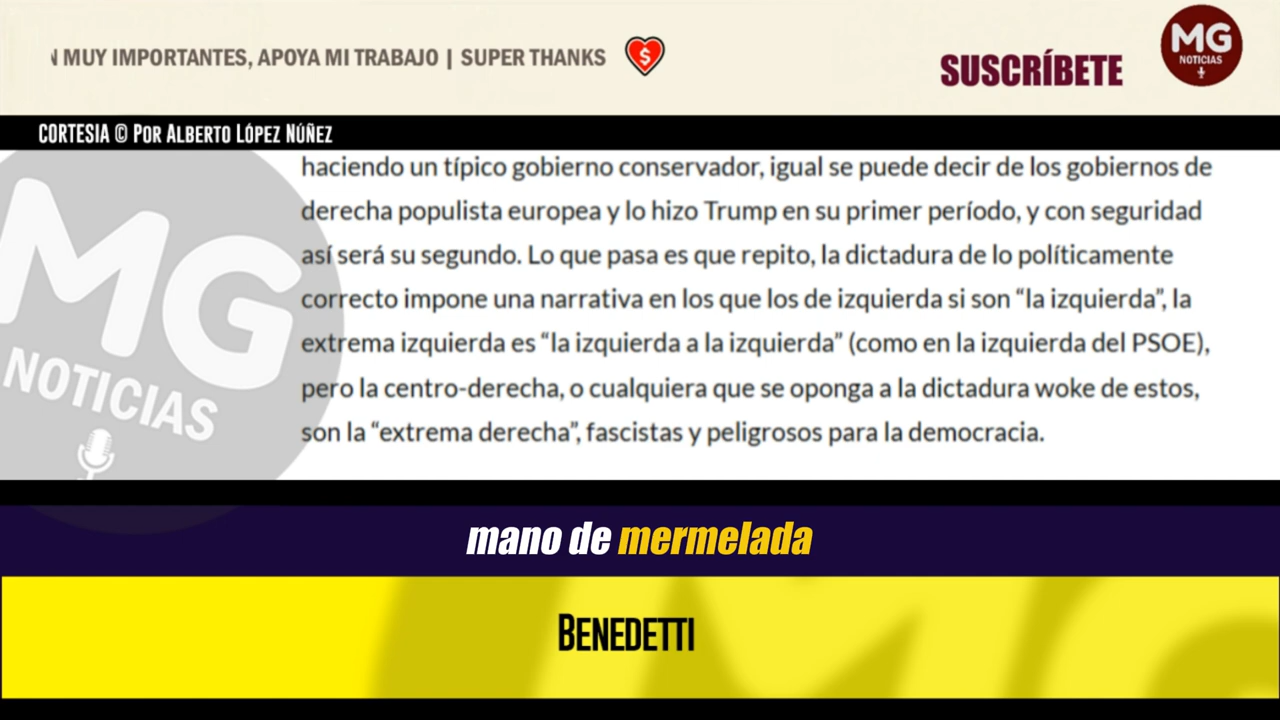 N MUY IMPORTANTES, APOYA MI TRABAJO | SUPER THANKS
SUSCRÍBETE
MG
NOTICIAS
CORTESIA © POR ALBERTO LÓPEZ NÚÑEZ
haciendo un típico gobierno conservador, igual se puede decir de los gobiernos de
derecha populista europea y lo hizo Trump en su primer período, y con seguridad
así será su segundo. Lo que pasa es que repito, la dictadura de lo políticamente
correcto impone una narrativa en los que los de izquierda si son “la izquierda”, la
extrema izquierda es “la izquierda a la izquierda” (como en la izquierda del PSOE),
pero la centro-derecha, o cualquiera que se oponga a la dictadura woke de estos,
son la “extrema derecha”, fascistas y peligrosos para la democracia.
MG
NOTICIAS
mano de mermelada
BENEDETTI